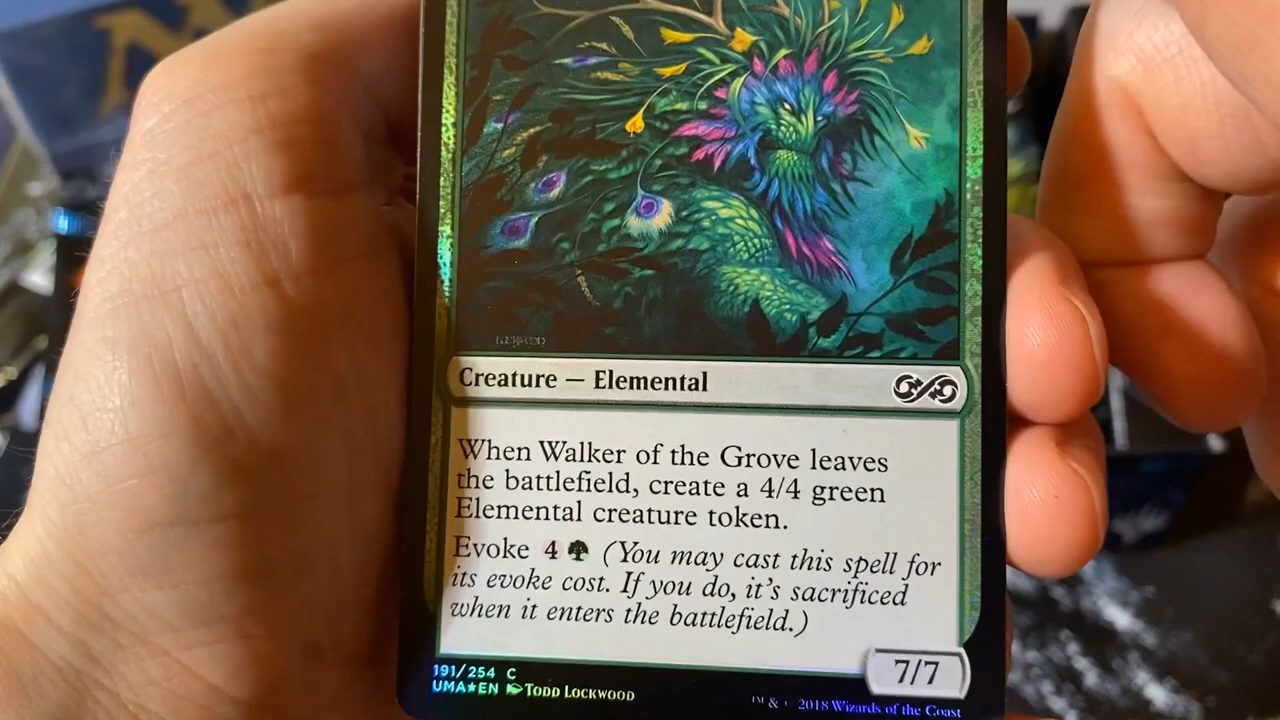 LOCKWOOD
Creature — Elemental
When Walker of the Grove leaves
the battlefield, create a 4/4 green
Elemental creature token.
Evoke 4 (You may cast this spell for
its evoke cost. If you do, it's sacrificed
when it enters the battlefield.)
7/7
191/254 C
UMA★EN Todd Lockwood
™ & © 2018 Wizards of the Coast